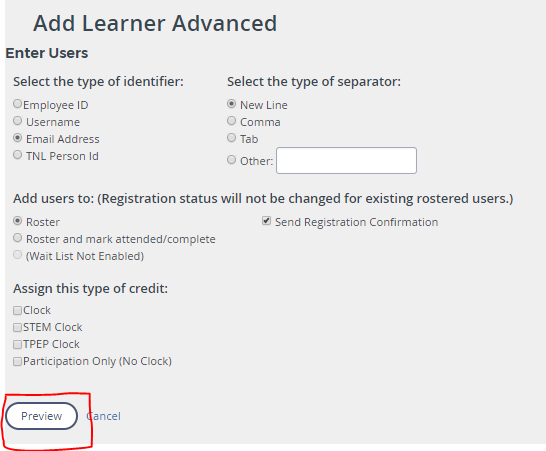 Add Learner Advanced
Enter Users
Select the type of identifier:
Employee ID
Username
Email Address
TNL Person Id
Select the type of separator:
New Line
Comma
Tab
Other:
Add users to: (Registration status will not be changed for existing rostered users.)
Roster
Roster and mark attended/complete
(Wait List Not Enabled)
Send Registration Confirmation
Assign this type of credit:
Clock
STEM Clock
TPEP Clock
Participation Only (No Clock)
Preview
Cancel